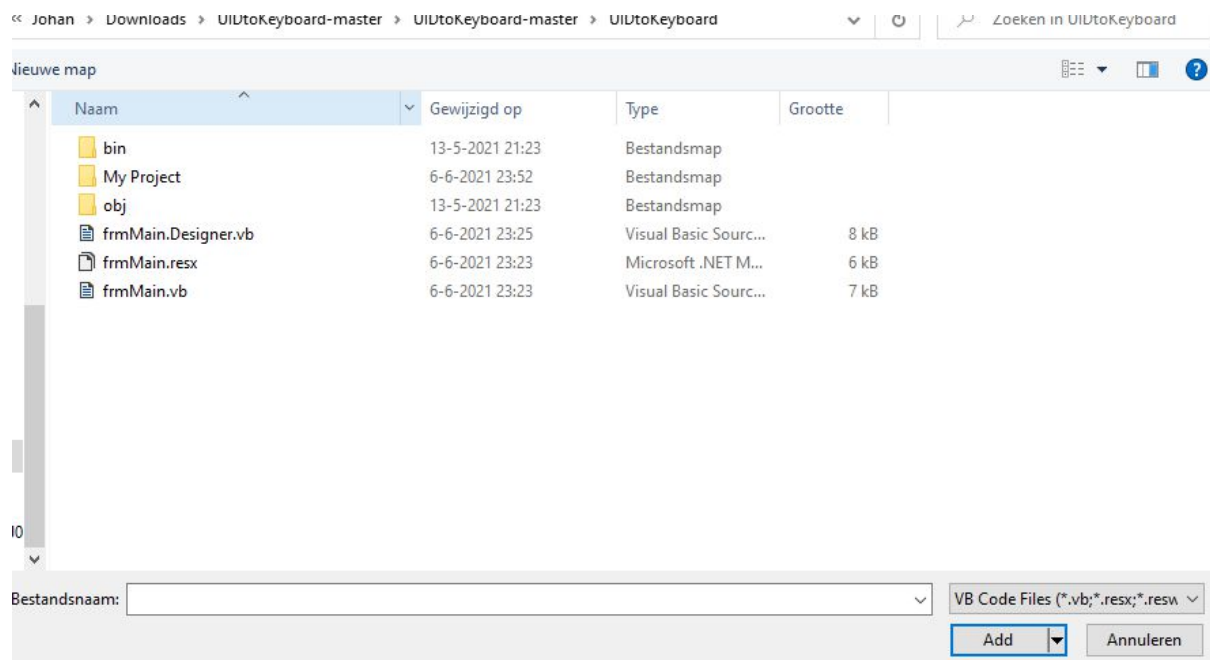 « Johan > Downloads > UIDtoKeyboard-master > UIDtoKeyboard-master > UIDtoKeyboard Zoeken in UIDtoKeyboard
Nieuwe map
Naam Gewijzigd op Type Grootte
bin 13-5-2021 21:23 Bestandsmap
My Project 6-6-2021 23:52 Bestandsmap
obj 13-5-2021 21:23 Bestandsmap
frmMain.Designer.vb 6-6-2021 23:25 Visual Basic Sourc... 8 kB
frmMain.resx 6-6-2021 23:23 Microsoft .NET M... 6 kB
frmMain.vb 6-6-2021 23:23 Visual Basic Sourc... 7 kB
Bestandsnaam: VB Code Files (*.vb;*.resx;*.resw
Add Annuleren